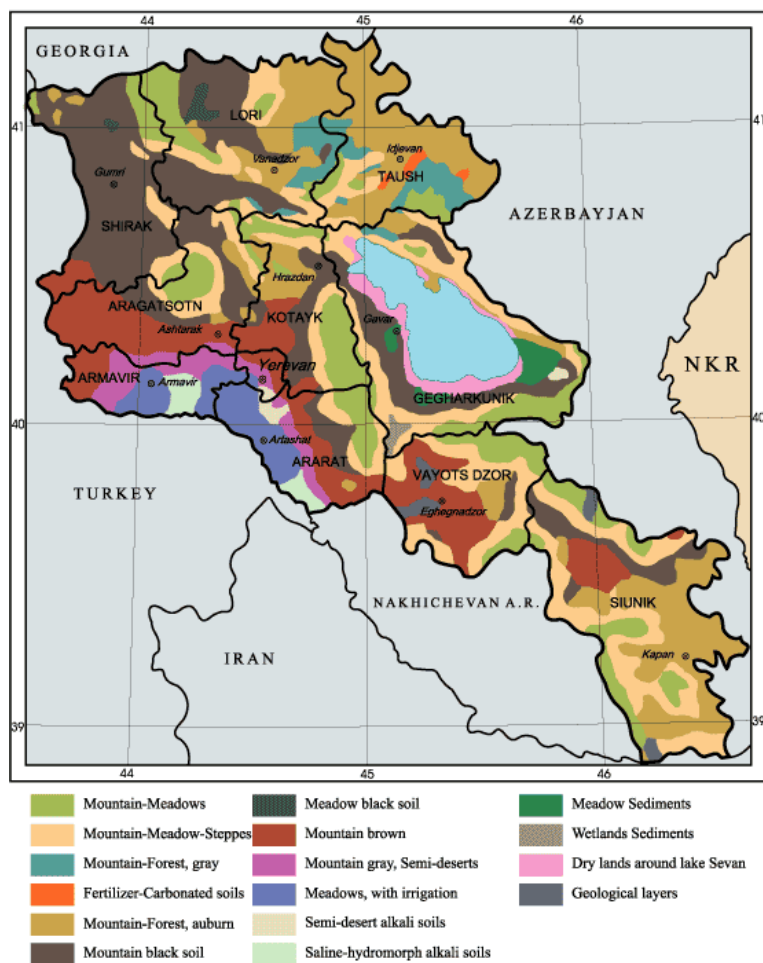 44
45
46
GEORGIA
LORI
41
41
Idjevan
Vanadzor
TAUSH
Gumri
AZERBAYJAN
SHIRAK
Hrazdan
ARAGATSOTN
KOTAYK
Gavar
Ashtarak
NKR
ARMAVIR
Yerevan
Armavir
GEGHARKUNIK
40
40
Artashat
ARARAT
VAYOTS DZOR
TURKEY
Eghegnadzor
NAKHICHEVAN A.R.
SIUNIK
IRAN
Kapan
39
39
44
45
46
Mountain-Meadows
Mountain-Meadow-Steppes
Mountain-Forest, gray
Fertilizer-Carbonated soils
Mountain-Forest, auburn
Mountain black soil
Meadow black soil
Mountain brown
Mountain gray, Semi-deserts
Meadows, with irrigation
Semi-desert alkali soils
Saline-hydromorph alkali soils
Meadow Sediments
Wetlands Sediments
Dry lands around lake Sevan
Geological layers